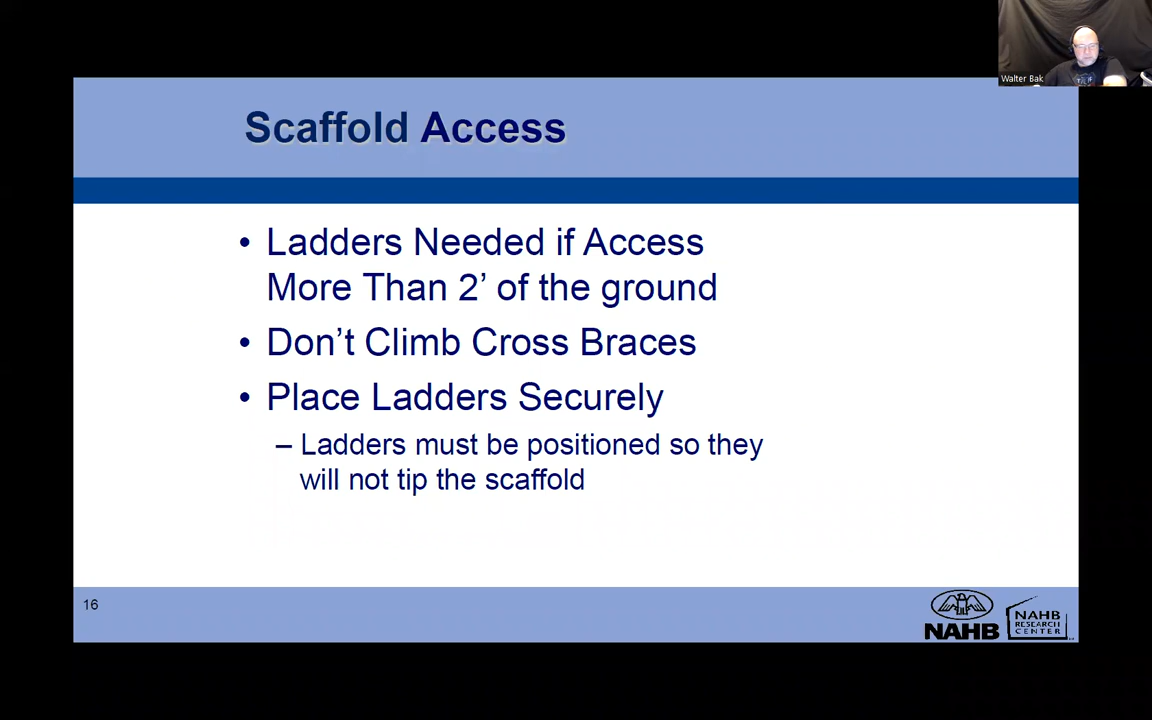 Walter Bak
Scaffold Access
• Ladders Needed if Access
More Than 2’ of the ground
• Don’t Climb Cross Braces
• Place Ladders Securely
– Ladders must be positioned so they
will not tip the scaffold
16
NAHB
NAHB
RESEARCH
CENTER